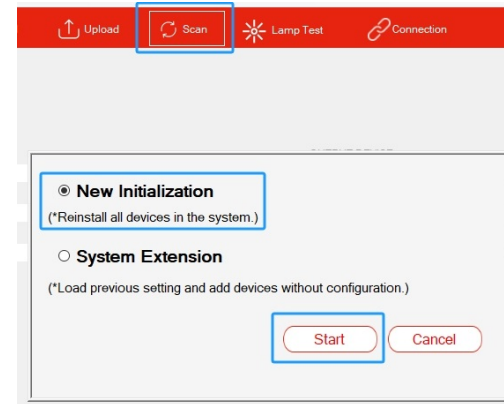 Upload Scan Lamp Test Connection
New Initialization
(*Reinstall all devices in the system.)
System Extension
(*Load previous setting and add devices without configuration.)
Start Cancel